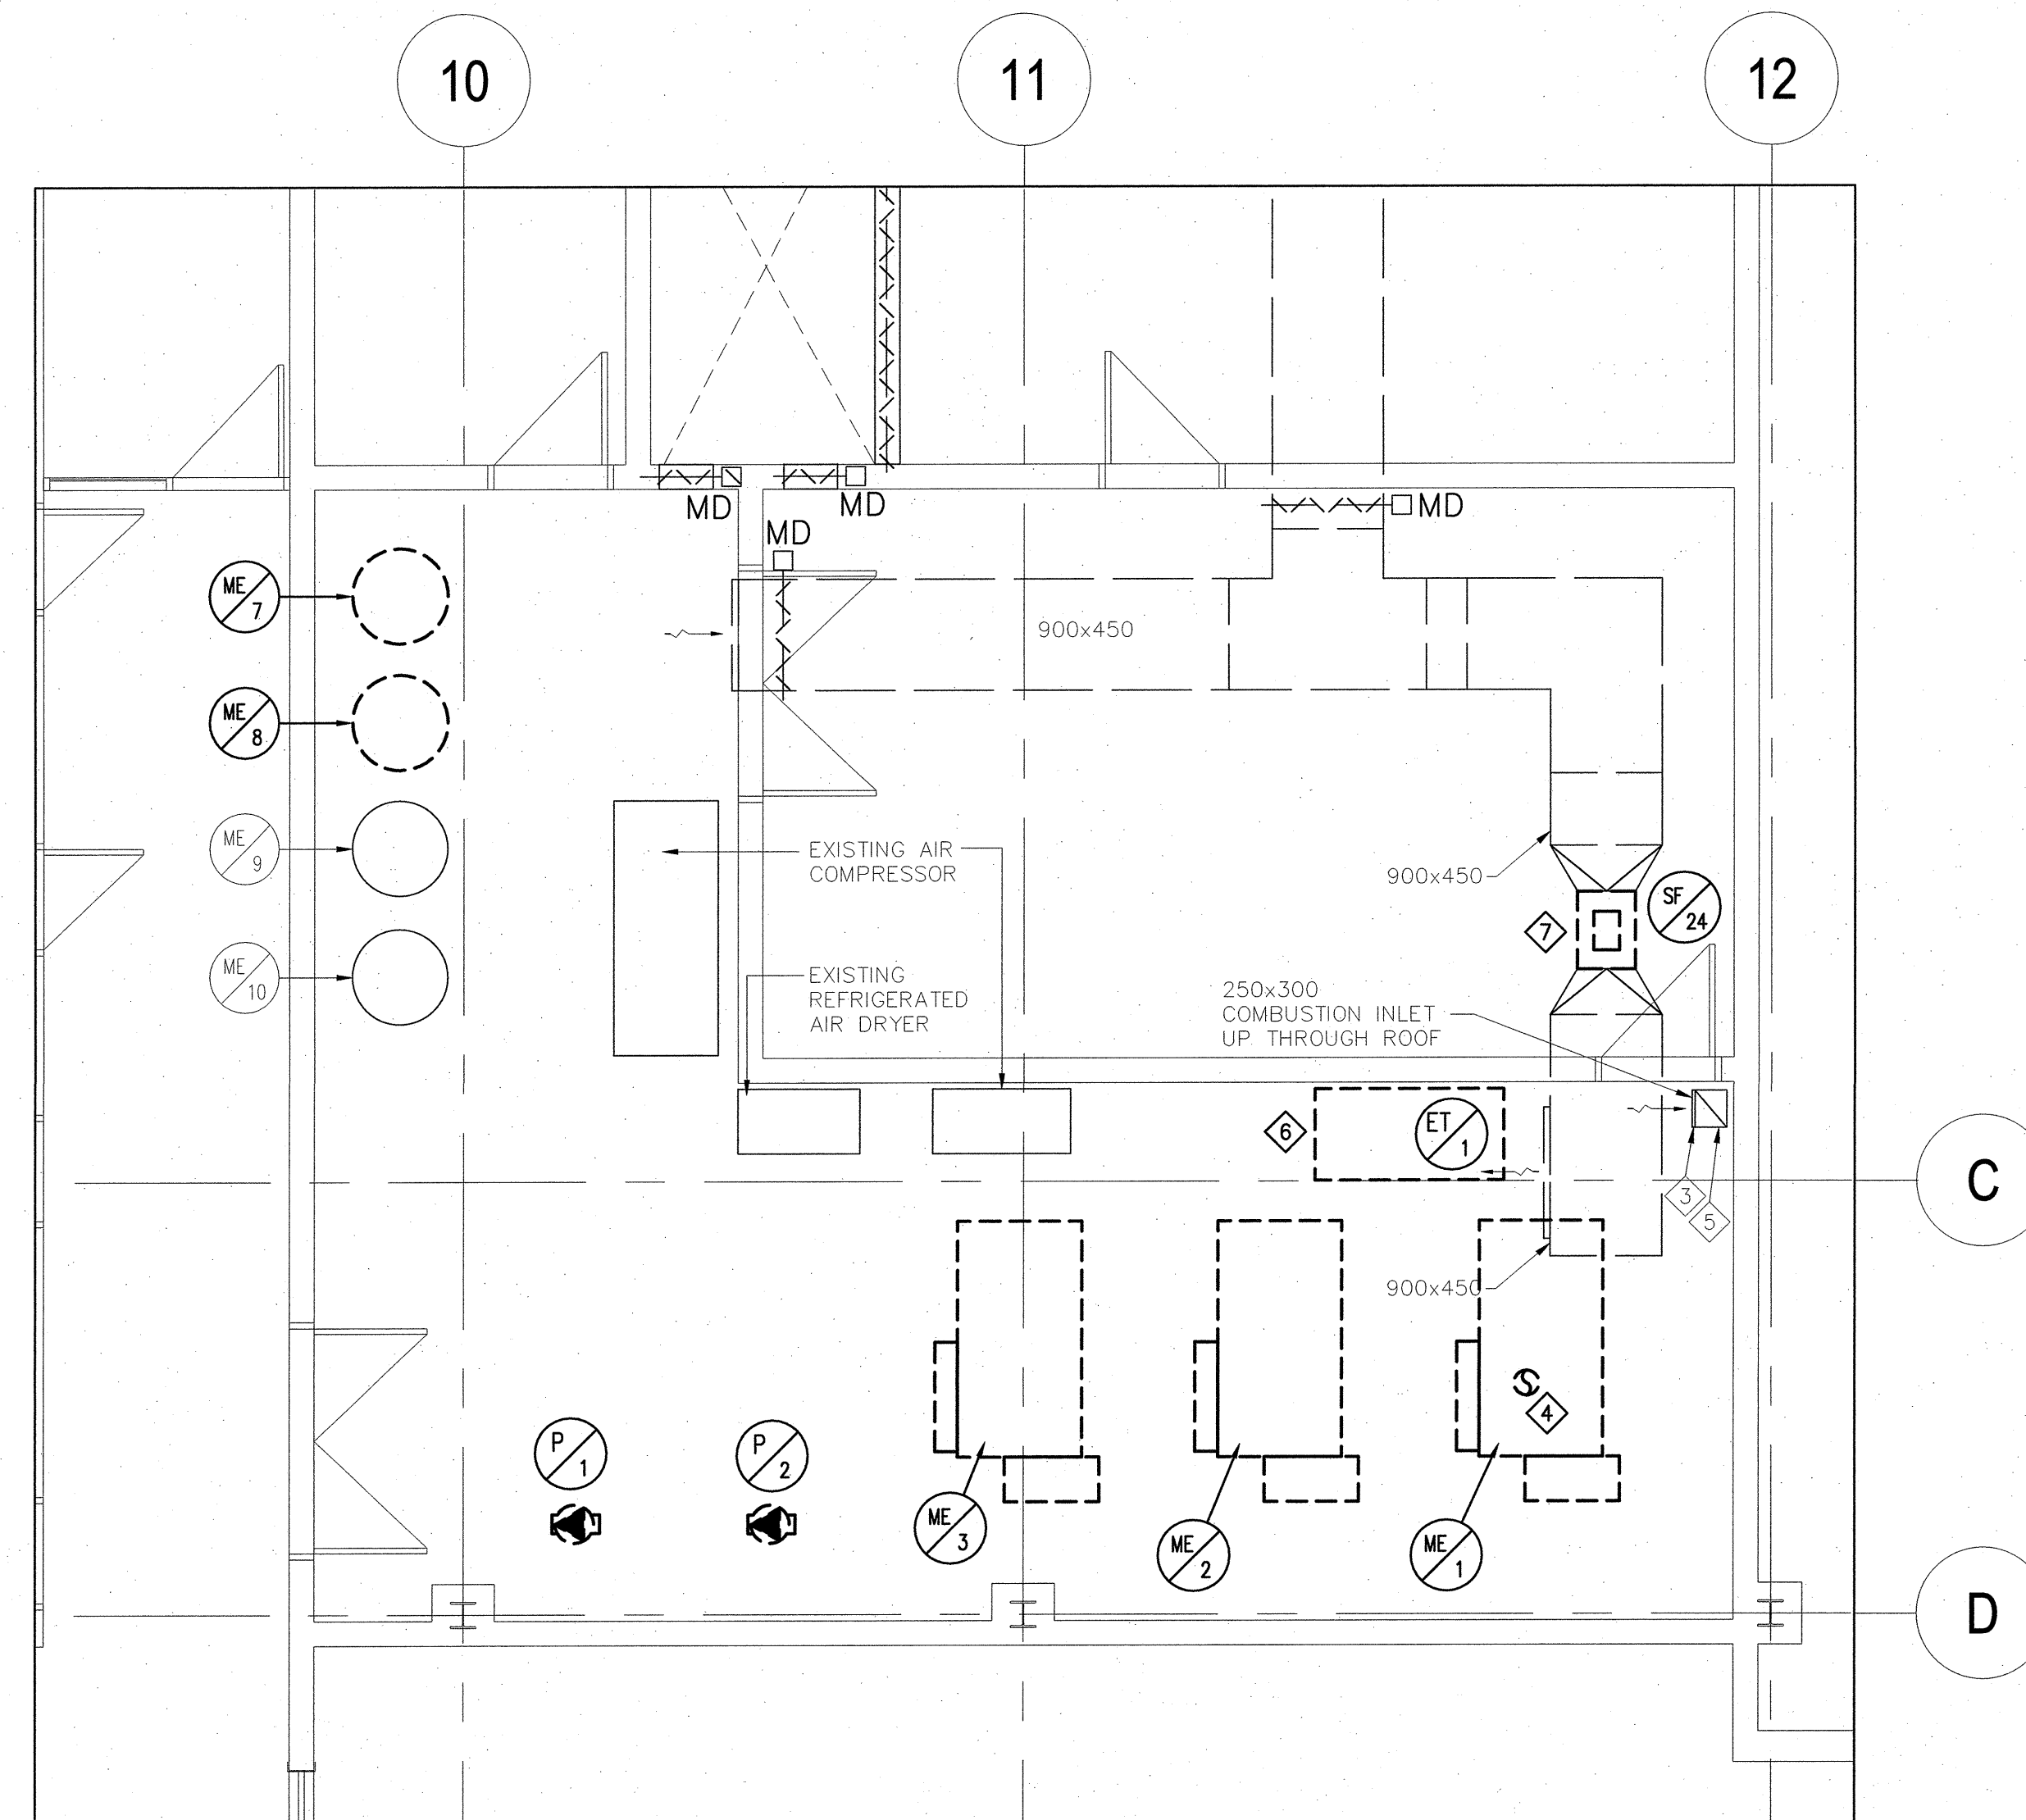 10
11
12
MD
MD
MD
MD
ME
7
900x450
ME
8
ME
9
EXISTING AIR
COMPRESSOR
900x450
SF
24
7
ME
10
EXISTING
REFRIGERATED
AIR DRYER
250x300
COMBUSTION INLET
UP THROUGH ROOF
6
ET
1
C
3
5
900x450
4
P
1
P
2
ME
3
ME
2
ME
1
D